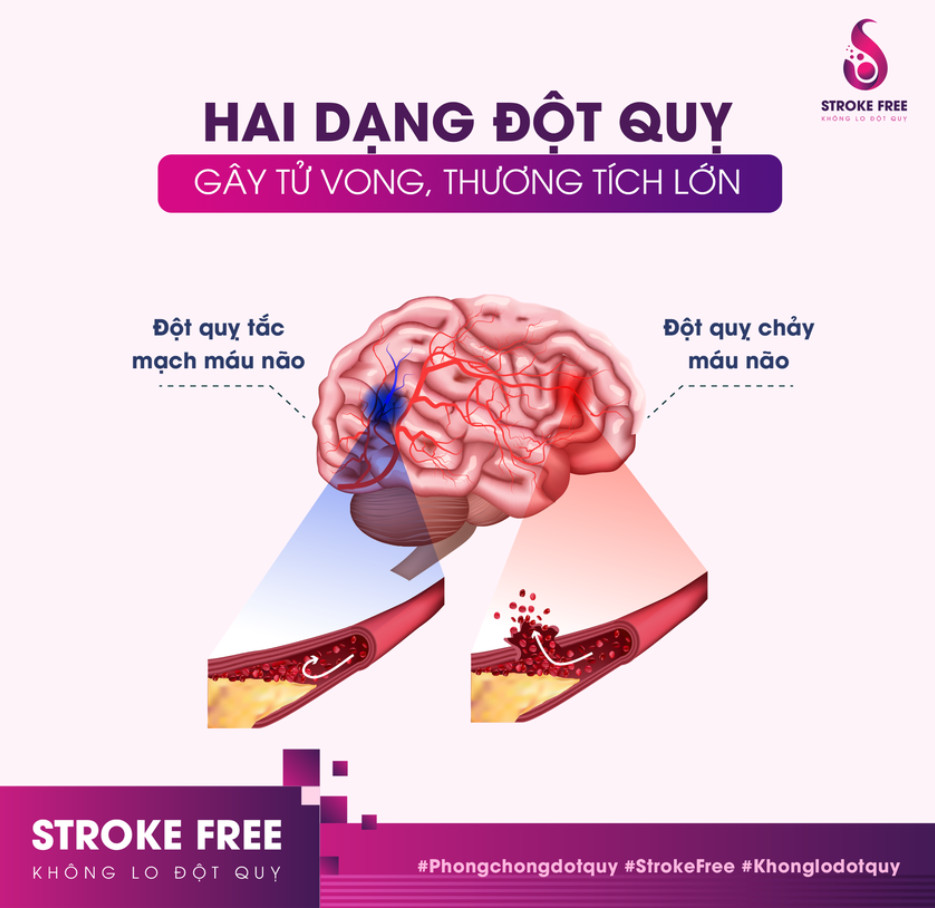 STROKE FREE
KHÔNG LO ĐỘT QUỴ
HAI DẠNG ĐỘT QUỴ
GÂY TỬ VONG, THƯƠNG TÍCH LỚN
Đột quỵ tắc
mạch máu não
Đột quỵ chảy
máu não
STROKE FREE
KHÔNG LO ĐỘT QUỴ
#Phongchongdotquy #StrokeFree #Khonglodotquy